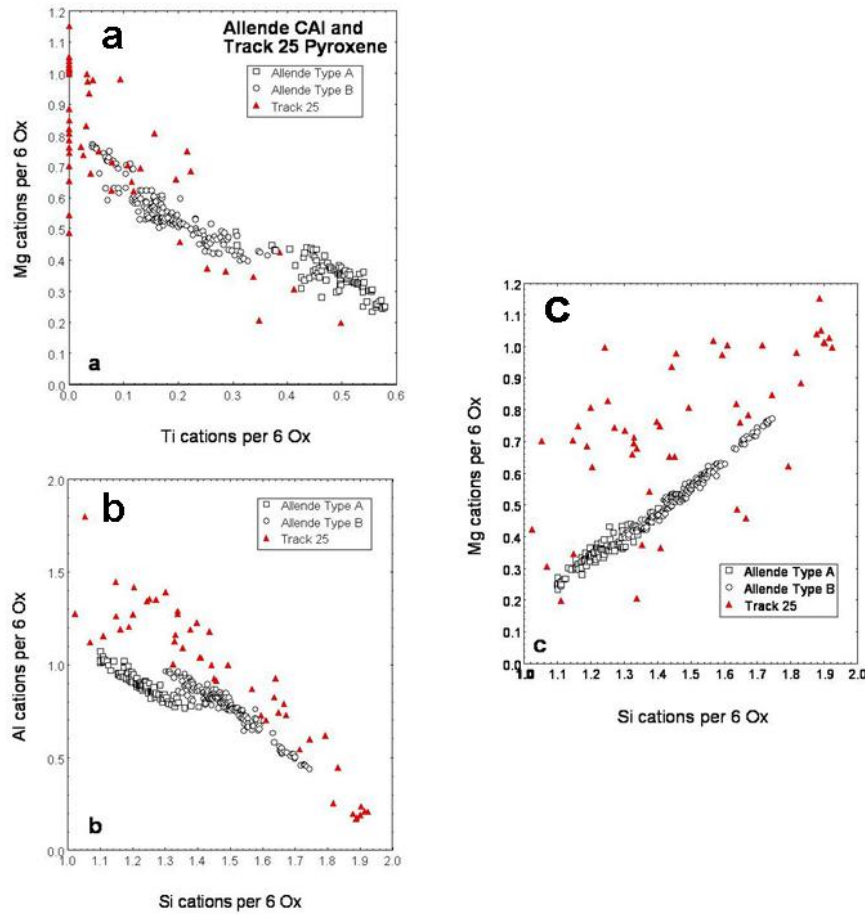 a
Allende CAI and
Track 25 Pyroxene
Allende Type A
Allende Type B
Track 25
Mg cations per 6 Ox
1.2
1.1
1.0
0.9
0.8
0.7
0.6
0.5
0.4
0.3
0.2
0.1
0.0
a
0.0 0.1 0.2 0.3 0.4 0.5 0.6
Ti cations per 6 Ox
b
Allende Type A
Allende Type B
Track 25
Al cations per 6 Ox
2.0
1.5
1.0
0.5
0.0
b
1.0 1.1 1.2 1.3 1.4 1.5 1.6 1.7 1.8 1.9 2.0
Si cations per 6 Ox
C
Mg cations per 6 Ox
1.2
1.1
1.0
0.9
0.8
0.7
0.6
0.5
0.4
0.3
0.2
0.1
0.0
Allende Type A
Allende Type B
Track 25
c
1.0 1.1 1.2 1.3 1.4 1.5 1.6 1.7 1.8 1.9 2.0
Si cations per 6 Ox